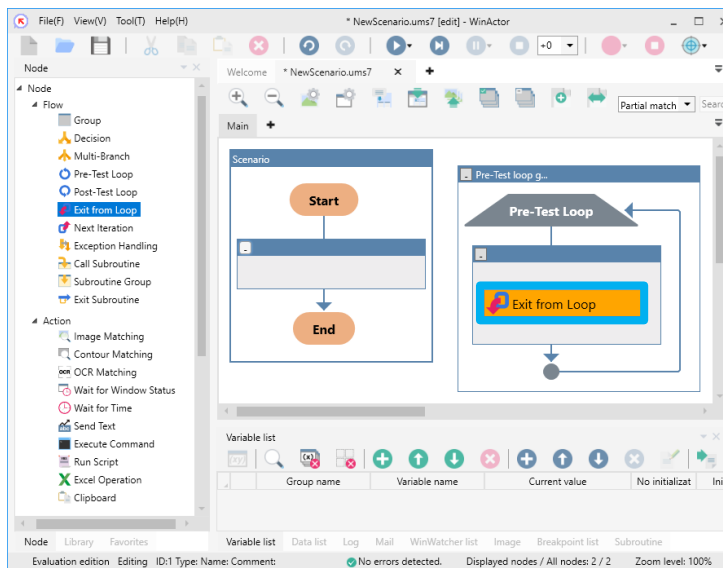 File(F) View(V) Tool(T) Help(H) * NewScenario.ums7 [edit] - WinActor
+0
Node
Welcome * NewScenario.ums7
Partial match Searc
Main
Node
Flow
Group
Decision
Multi-Branch
Pre-Test Loop
Post-Test Loop
Exit from Loop
Next Iteration
Exception Handling
Call Subroutine
Subroutine Group
Exit Subroutine
Action
Image Matching
Contour Matching
OCR OCR Matching
Wait for Window Status
Wait for Time
Send Text
Execute Command
Run Script
Excel Operation
Clipboard
Node Library Favorites
Scenario
Start
End
Pre-Test loop g...
Pre-Test Loop
Exit from Loop
Variable list
Group name Variable name Current value No initializat Ini
Variable list Data list Log Mail WinWatcher list Image Breakpoint list Subroutine
Evaluation edition Editing ID:1 Type: Name: Comment: No errors detected. Displayed nodes / All nodes: 2 / 2 Zoom level: 100%